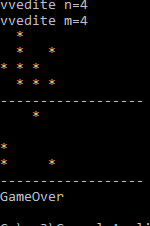 vvedite n=4
vvedite m=4
  *
  *   *
* * *
  * * *
-------------------
    *

*
*     *
-------------------
GameOver